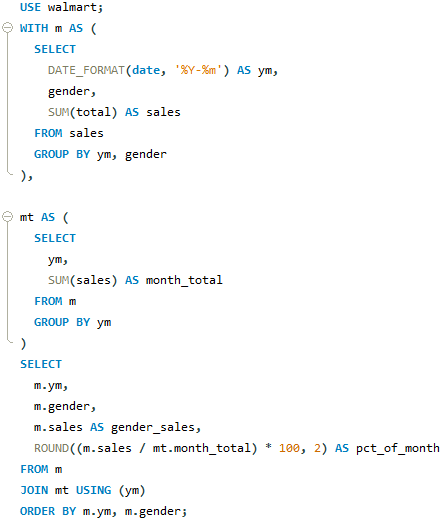 USE walmart;
WITH m AS (
SELECT
DATE_FORMAT(date, '%Y-%m') AS ym,
gender,
SUM(total) AS sales
FROM sales
GROUP BY ym, gender
),
mt AS (
SELECT
ym,
SUM(sales) AS month_total
FROM m
GROUP BY ym
)
SELECT
m.ym,
m.gender,
m.sales AS gender_sales,
ROUND((m.sales / mt.month_total) * 100, 2) AS pct_of_month
FROM m
JOIN mt USING (ym)
ORDER BY m.ym, m.gender;